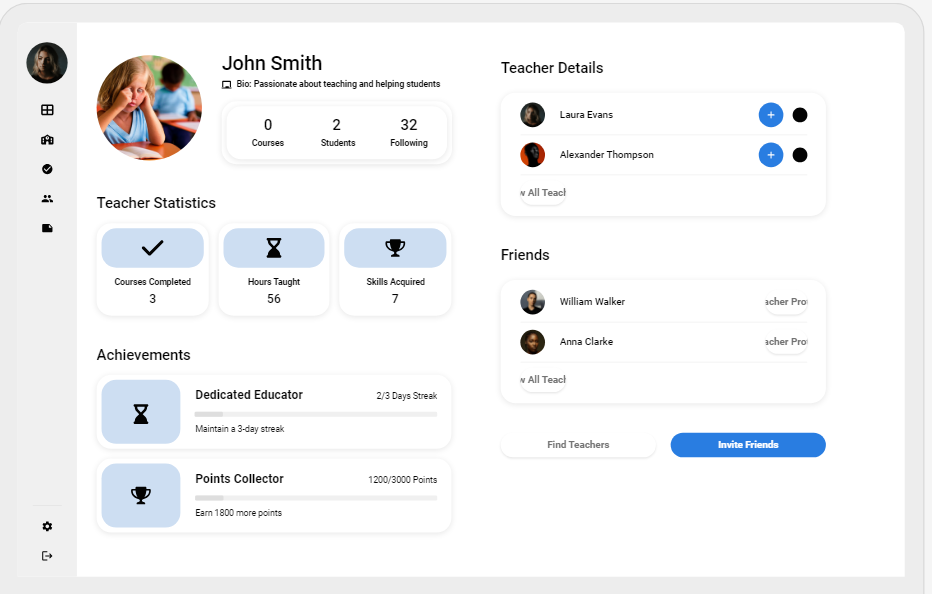 John Smith
Bio: Passionate about teaching and helping students
0 2 32
Courses Students Following
Teacher Statistics
Courses Completed Hours Taught Skills Acquired
3 56 7
Achievements
Dedicated Educator 2/3 Days Streak
Maintain a 3-day streak
Points Collector 1200/3000 Points
Earn 1800 more points
Teacher Details
Laura Evans
Alexander Thompson
w All Teach
Friends
William Walker acher Pro
Anna Clarke acher Pro
w All Teach
Find Teachers Invite Friends